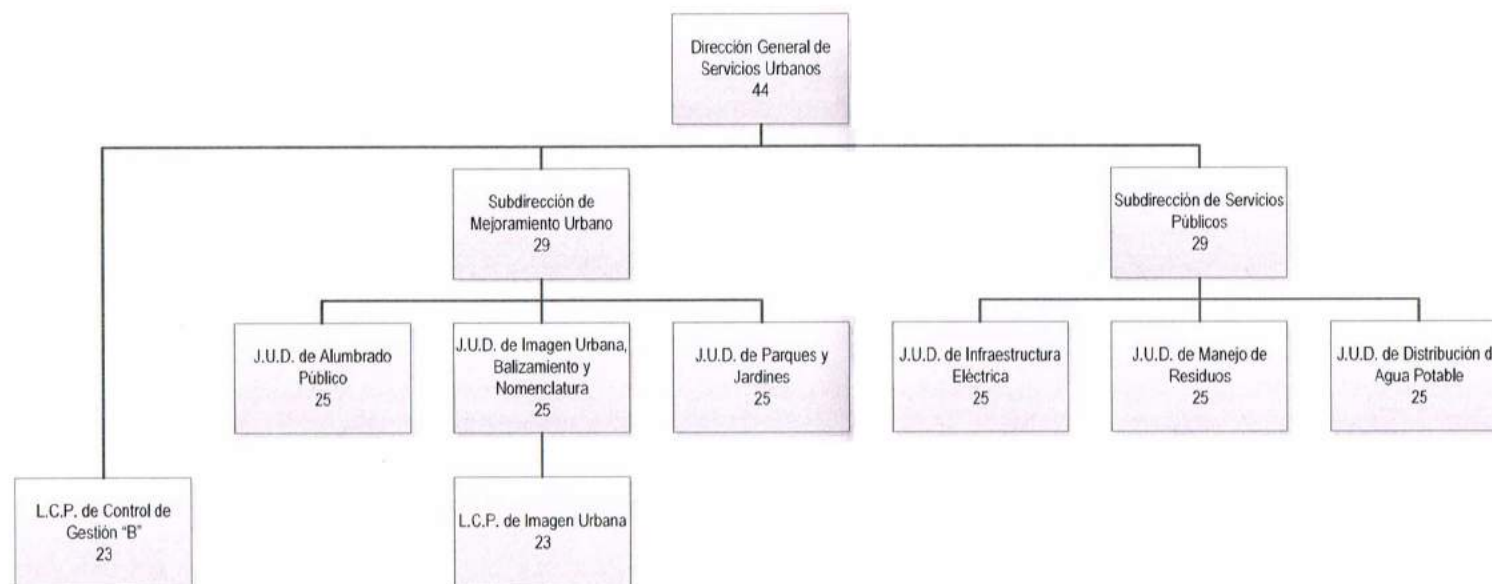 Dirección General de
Servicios Urbanos
44
Subdirección de
Mejoramiento Urbano
29
Subdirección de Servicios
Públicos
29
J.U.D. de Alumbrado
Público
25
J.U.D. de Imagen Urbana,
Balizamiento y
Nomenclatura
25
J.U.D. de Parques y
Jardines
25
J.U.D. de Infraestructura
Eléctrica
25
J.U.D. de Manejo de
Residuos
25
J.U.D. de Distribución d
Agua Potable
25
L.C.P. de Control de
Gestión "B"
23
L.C.P. de Imagen Urbana
23